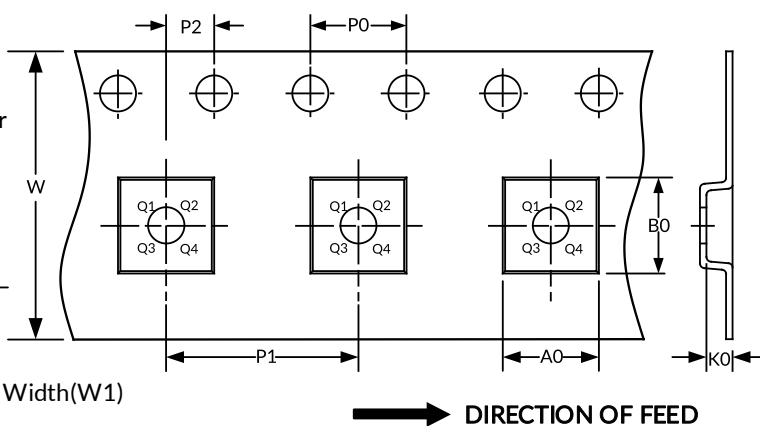 P2 P0
r
W
Q1 Q2 Q1 Q2 Q1 Q2
B0
Q3 Q4 Q3 Q4 Q3 Q4
P1 A0 K0
Width(W1)
DIRECTION OF FEED